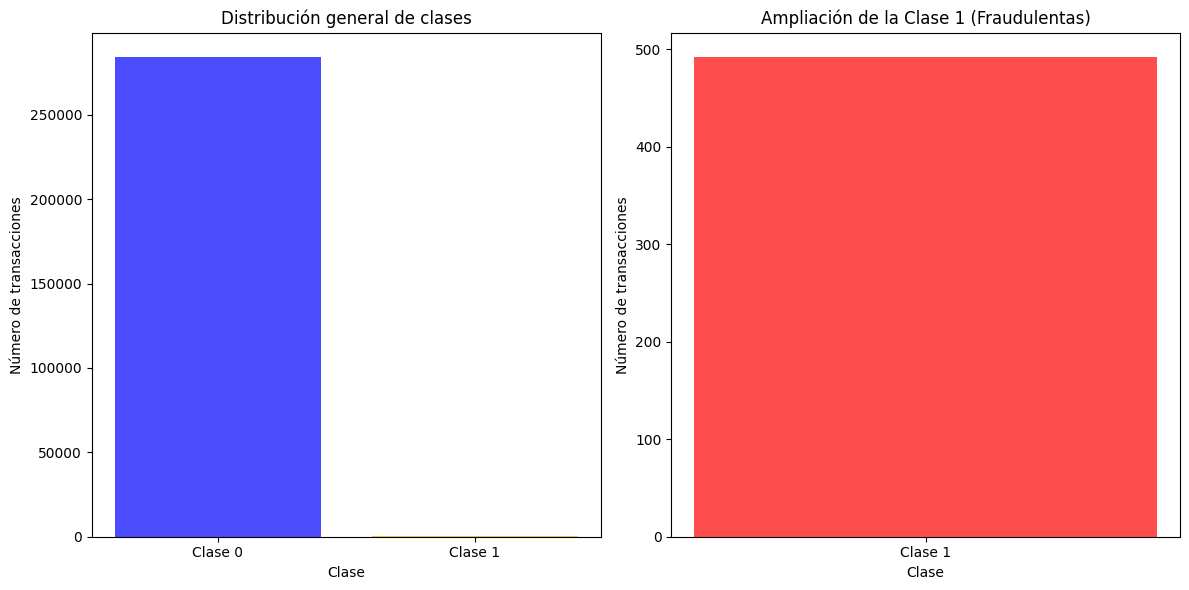 Distribución general de clases
Número de transacciones
250000
200000
150000
100000
50000
0
Clase 0
Clase 1
Clase
Ampliación de la Clase 1 (Fraudulentas)
Número de transacciones
500
400
300
200
100
0
Clase 1
Clase